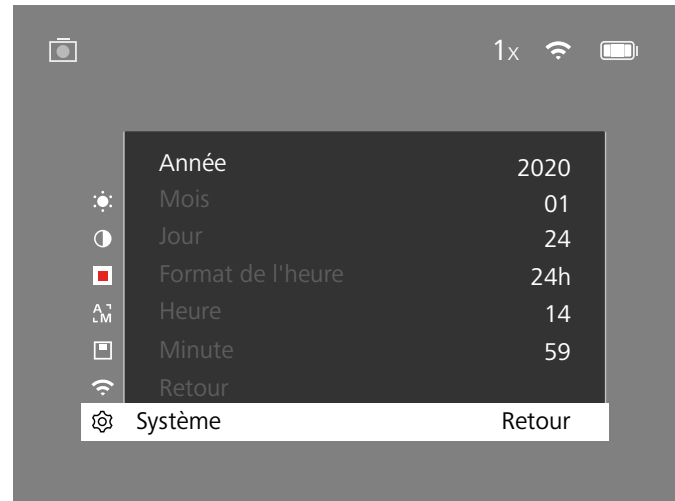 1x
Année 2020
Mois 01
Jour 24
Format de l'heure 24h
Heure 14
Minute 59
A
M
Retour
Système Retour